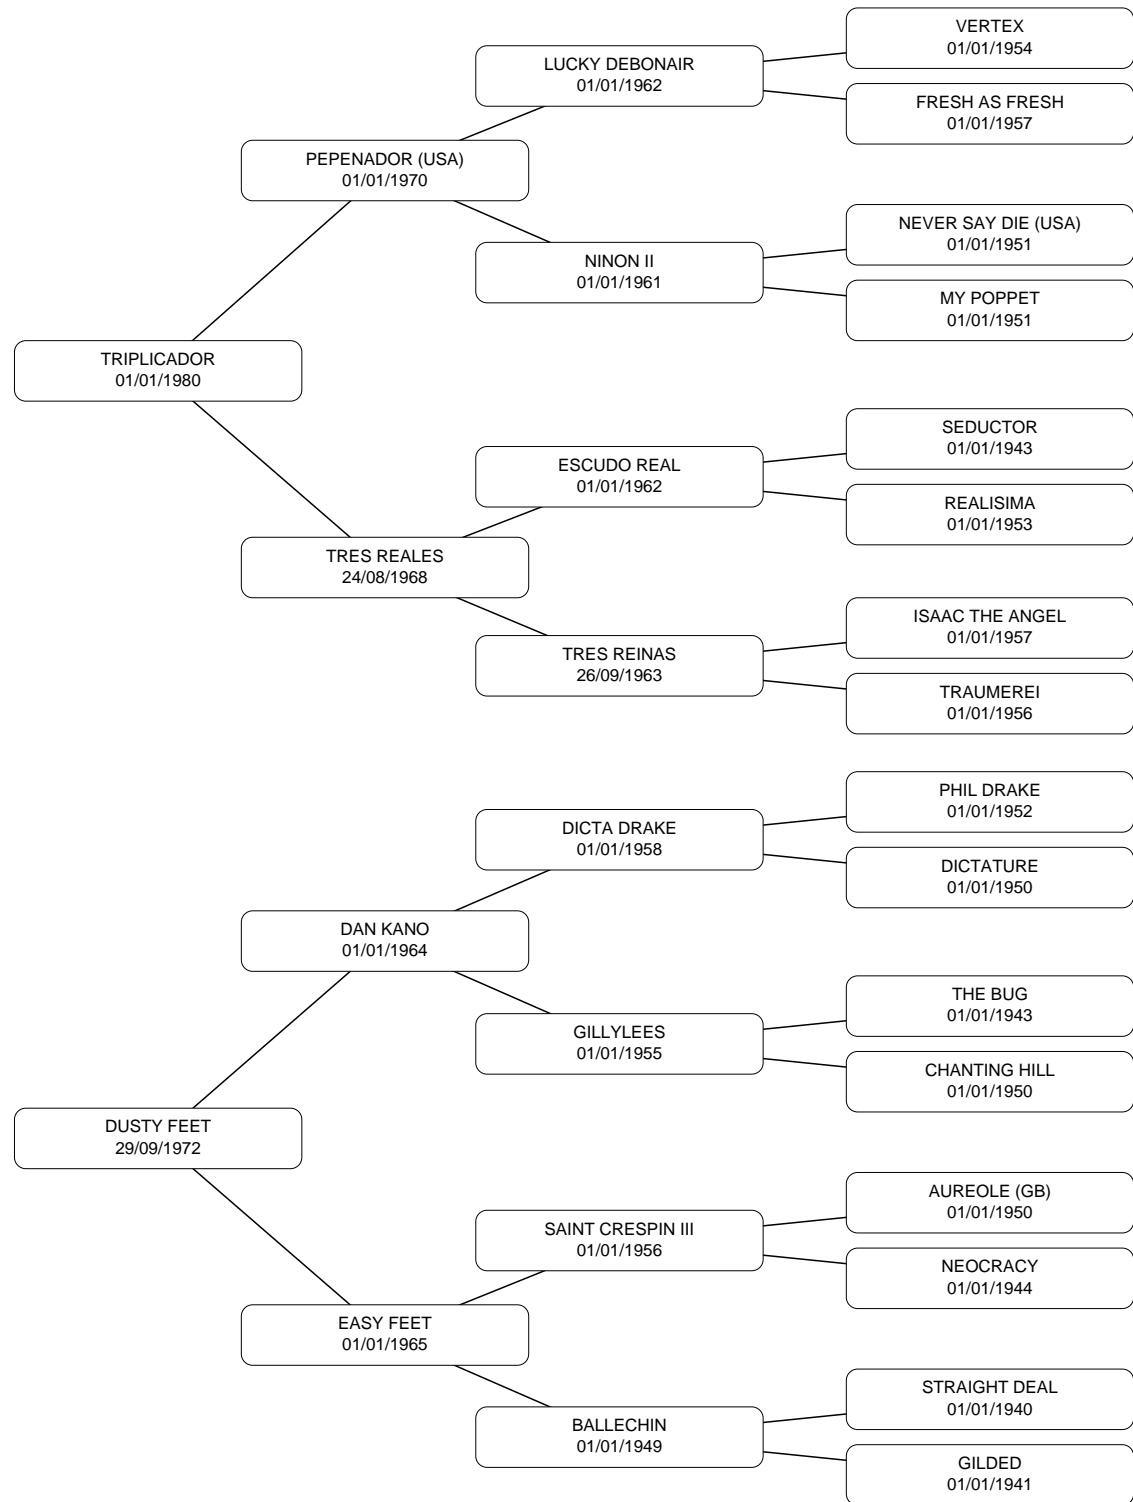 VERTEX
01/01/1954
LUCKY DEBONAIR
01/01/1962
FRESH AS FRESH
01/01/1957
PEPENADOR (USA)
01/01/1970
NEVER SAY DIE (USA)
01/01/1951
NINON II
01/01/1961
MY POPPET
01/01/1951
TRIPLICADOR
01/01/1980
SEDUCTOR
01/01/1943
ESCUDO REAL
01/01/1962
REALISIMA
01/01/1953
TRES REALES
24/08/1968
ISAAC THE ANGEL
01/01/1957
TRES REINAS
26/09/1963
TRAUMEREI
01/01/1956
PHIL DRAKE
01/01/1952
DICTA DRAKE
01/01/1958
DICTATURE
01/01/1950
DAN KANO
01/01/1964
THE BUG
01/01/1943
GILLYLEES
01/01/1955
CHANTING HILL
01/01/1950
DUSTY FEET
29/09/1972
AUREOLE (GB)
01/01/1950
SAINT CRESPIN III
01/01/1956
NEOCRACY
01/01/1944
EASY FEET
01/01/1965
STRAIGHT DEAL
01/01/1940
BALLECHIN
01/01/1949
GILDED
01/01/1941